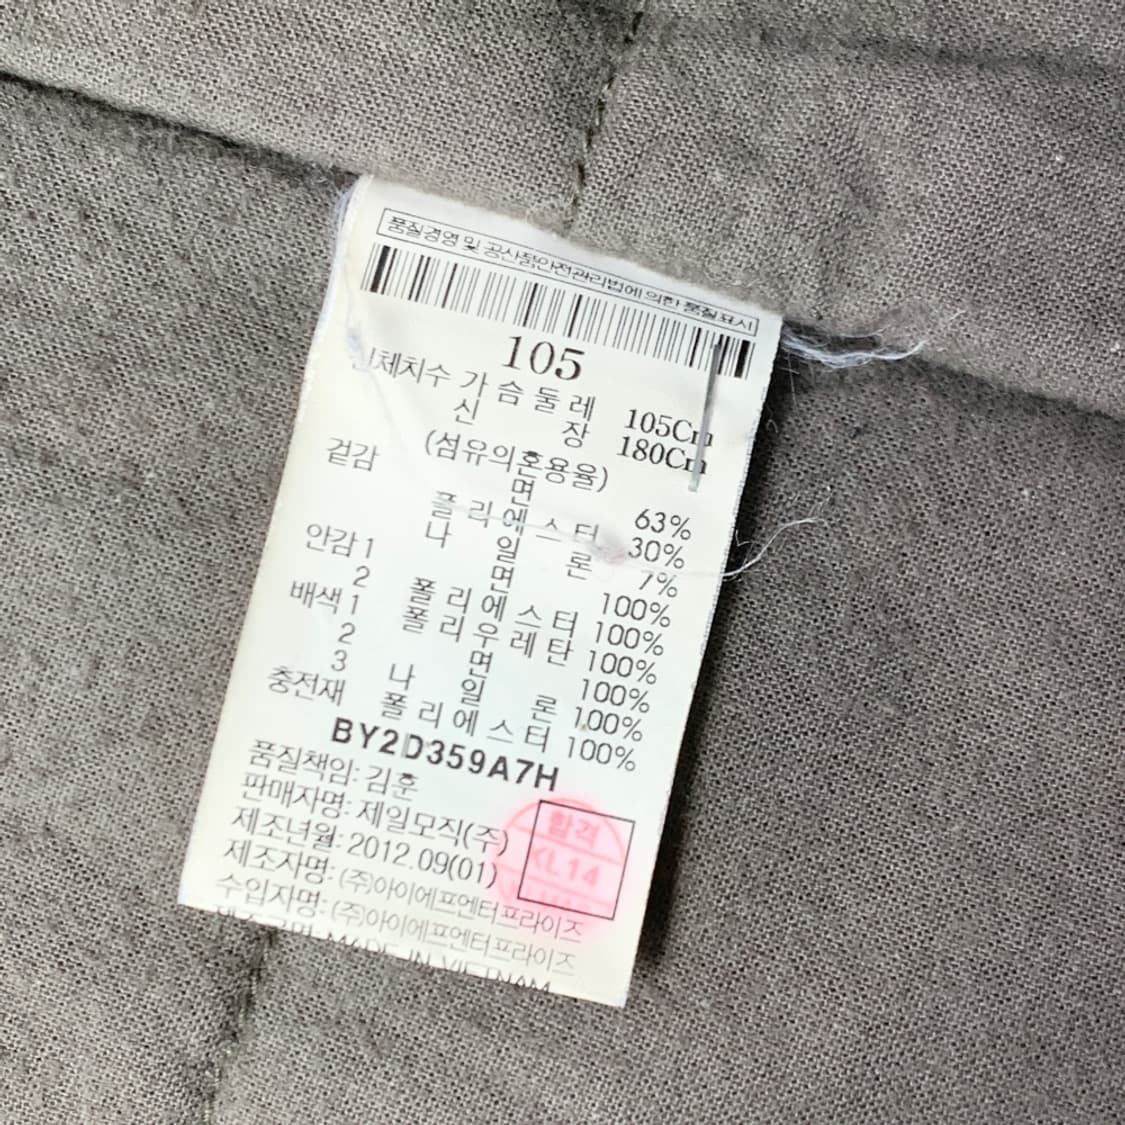 품질경영 및 공산품안전관리법에 의한 품질표시
105
인체치수 가슴둘레 105Cm
신장 180Cm
겉감 (섬유의혼용율)
면 63%
폴리에스터 30%
나일론 7%
안감1 면 100%
2 폴리에스터 100%
배색1 폴리우레탄 100%
2 면 100%
3 나일론 100%
충전재 폴리에스터 100%
BY2D359A7H
품질책임: 김훈
판매자명: 제일모직(주)
제조년월: 2012.09(01)
제조자명: (주)아이에프엔터프라이즈
수입자명: (주)아이에프엔터프라이즈
제조국명: MADE IN VIETNAM
합격
KL14